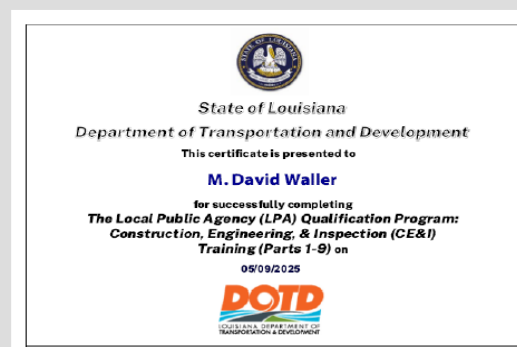 STATE OF LOUISIANA
State of Louisiana
Department of Transportation and Development
This certificate is presented to
M. David Waller
for successfully completing
The Local Public Agency (LPA) Qualification Program:
Construction, Engineering, & Inspection (CE&I)
Training (Parts 1-9) on
05/09/2025
DOTD
LOUISIANA DEPARTMENT OF
TRANSPORTATION & DEVELOPMENT